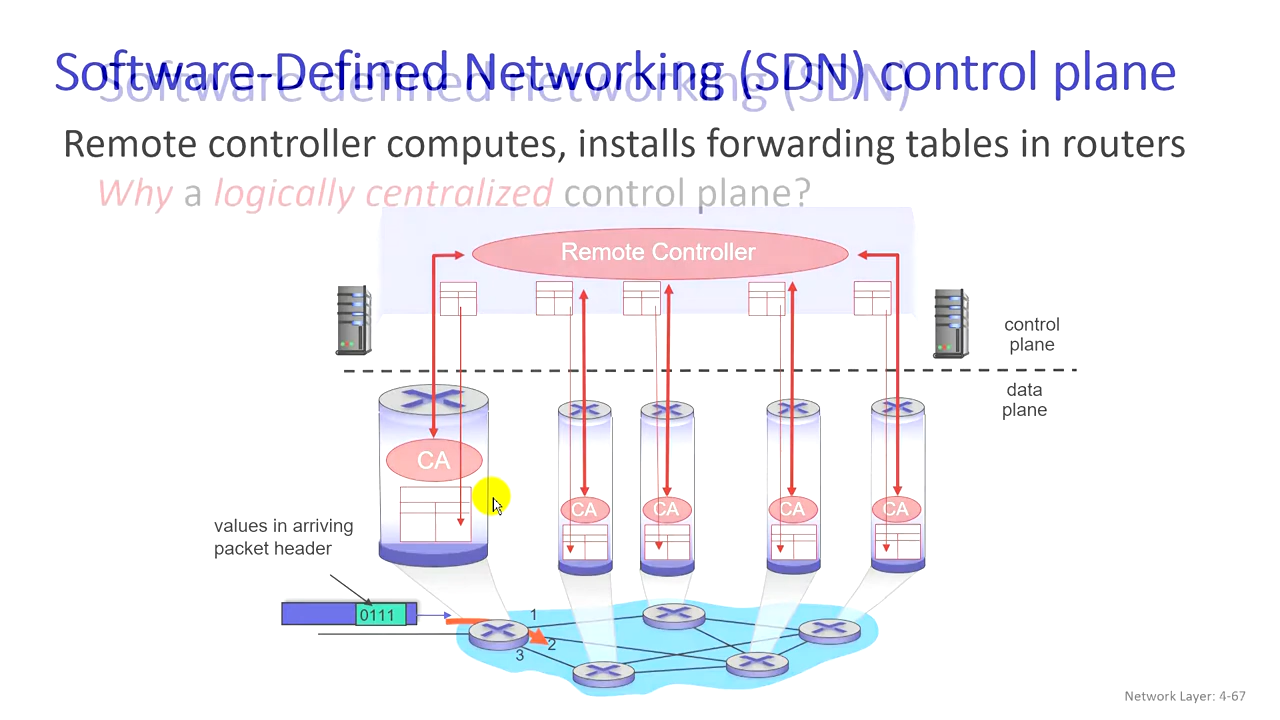 Software-Defined Networking (SDN) control plane
Software defined networking (SDN)
Remote controller computes, installs forwarding tables in routers
Why a logically centralized control plane?
Remote Controller
control
plane
data
plane
CA
CA
CA
CA
CA
values in arriving
packet header
0111
1
2
3
Network Layer: 4-67